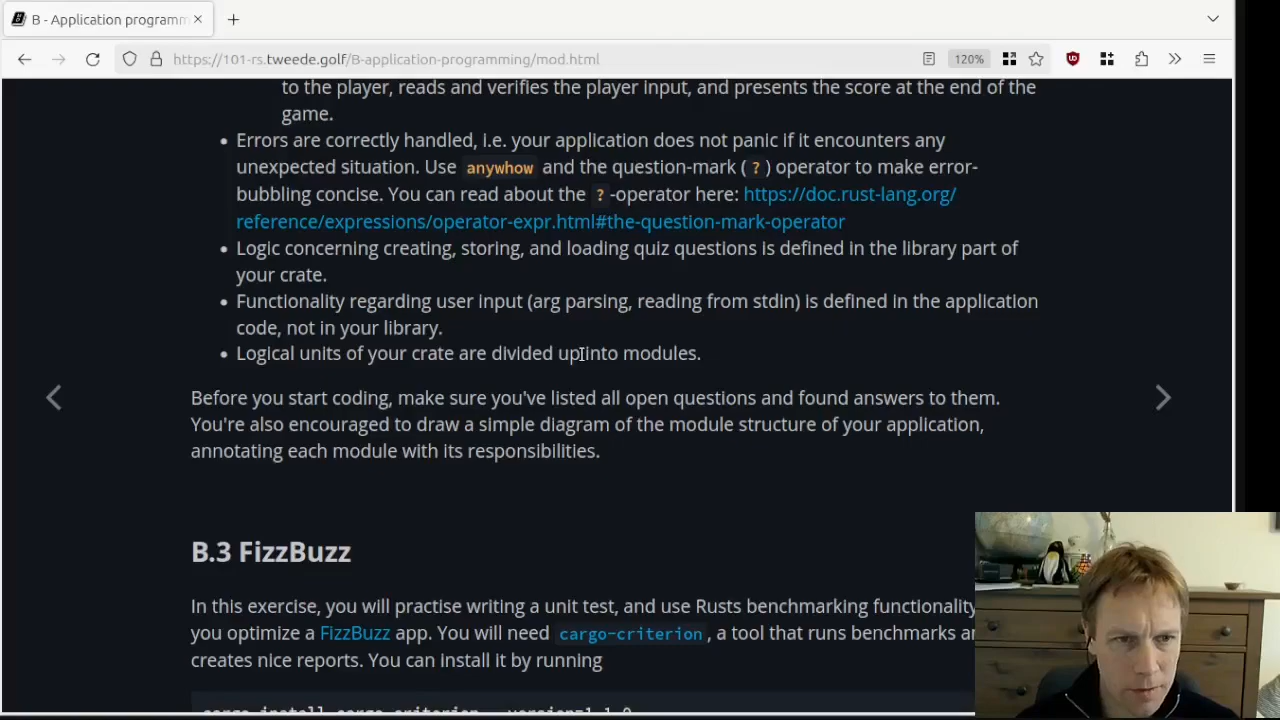 B - Application programm
https://101-rs.tweede.golf/B-application-programming/mod.html
120%
to the player, reads and verifies the player input, and presents the score at the end of the
game.
Errors are correctly handled, i.e. your application does not panic if it encounters any
unexpected situation. Use anywhow and the question-mark ( ? ) operator to make error-
bubbling concise. You can read about the ? -operator here: https://doc.rust-lang.org/
reference/expressions/operator-expr.html#the-question-mark-operator
Logic concerning creating, storing, and loading quiz questions is defined in the library part of
your crate.
Functionality regarding user input (arg parsing, reading from stdin) is defined in the application
code, not in your library.
Logical units of your crate are divided up into modules.
Before you start coding, make sure you've listed all open questions and found answers to them.
You're also encouraged to draw a simple diagram of the module structure of your application,
annotating each module with its responsibilities.
B.3 FizzBuzz
In this exercise, you will practise writing a unit test, and use Rusts benchmarking functionality
you optimize a FizzBuzz app. You will need cargo-criterion , a tool that runs benchmarks an
creates nice reports. You can install it by running
cargo install cargo-criterion --version=1.1.0